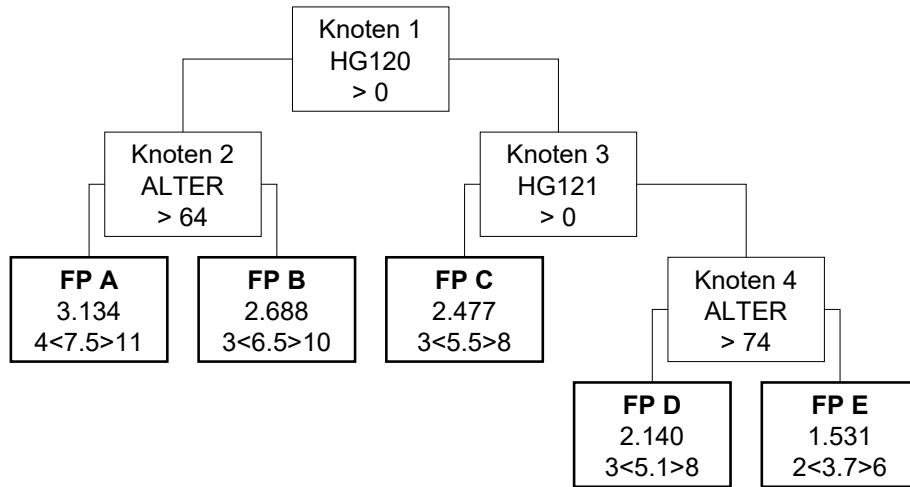 Knoten 1
HG120
> 0
Knoten 2
ALTER
> 64
Knoten 3
HG121
> 0
FP A
3.134
4<7.5>11
FP B
2.688
3<6.5>10
FP C
2.477
3<5.5>8
Knoten 4
ALTER
> 74
FP D
2.140
3<5.1>8
FP E
1.531
2<3.7>6